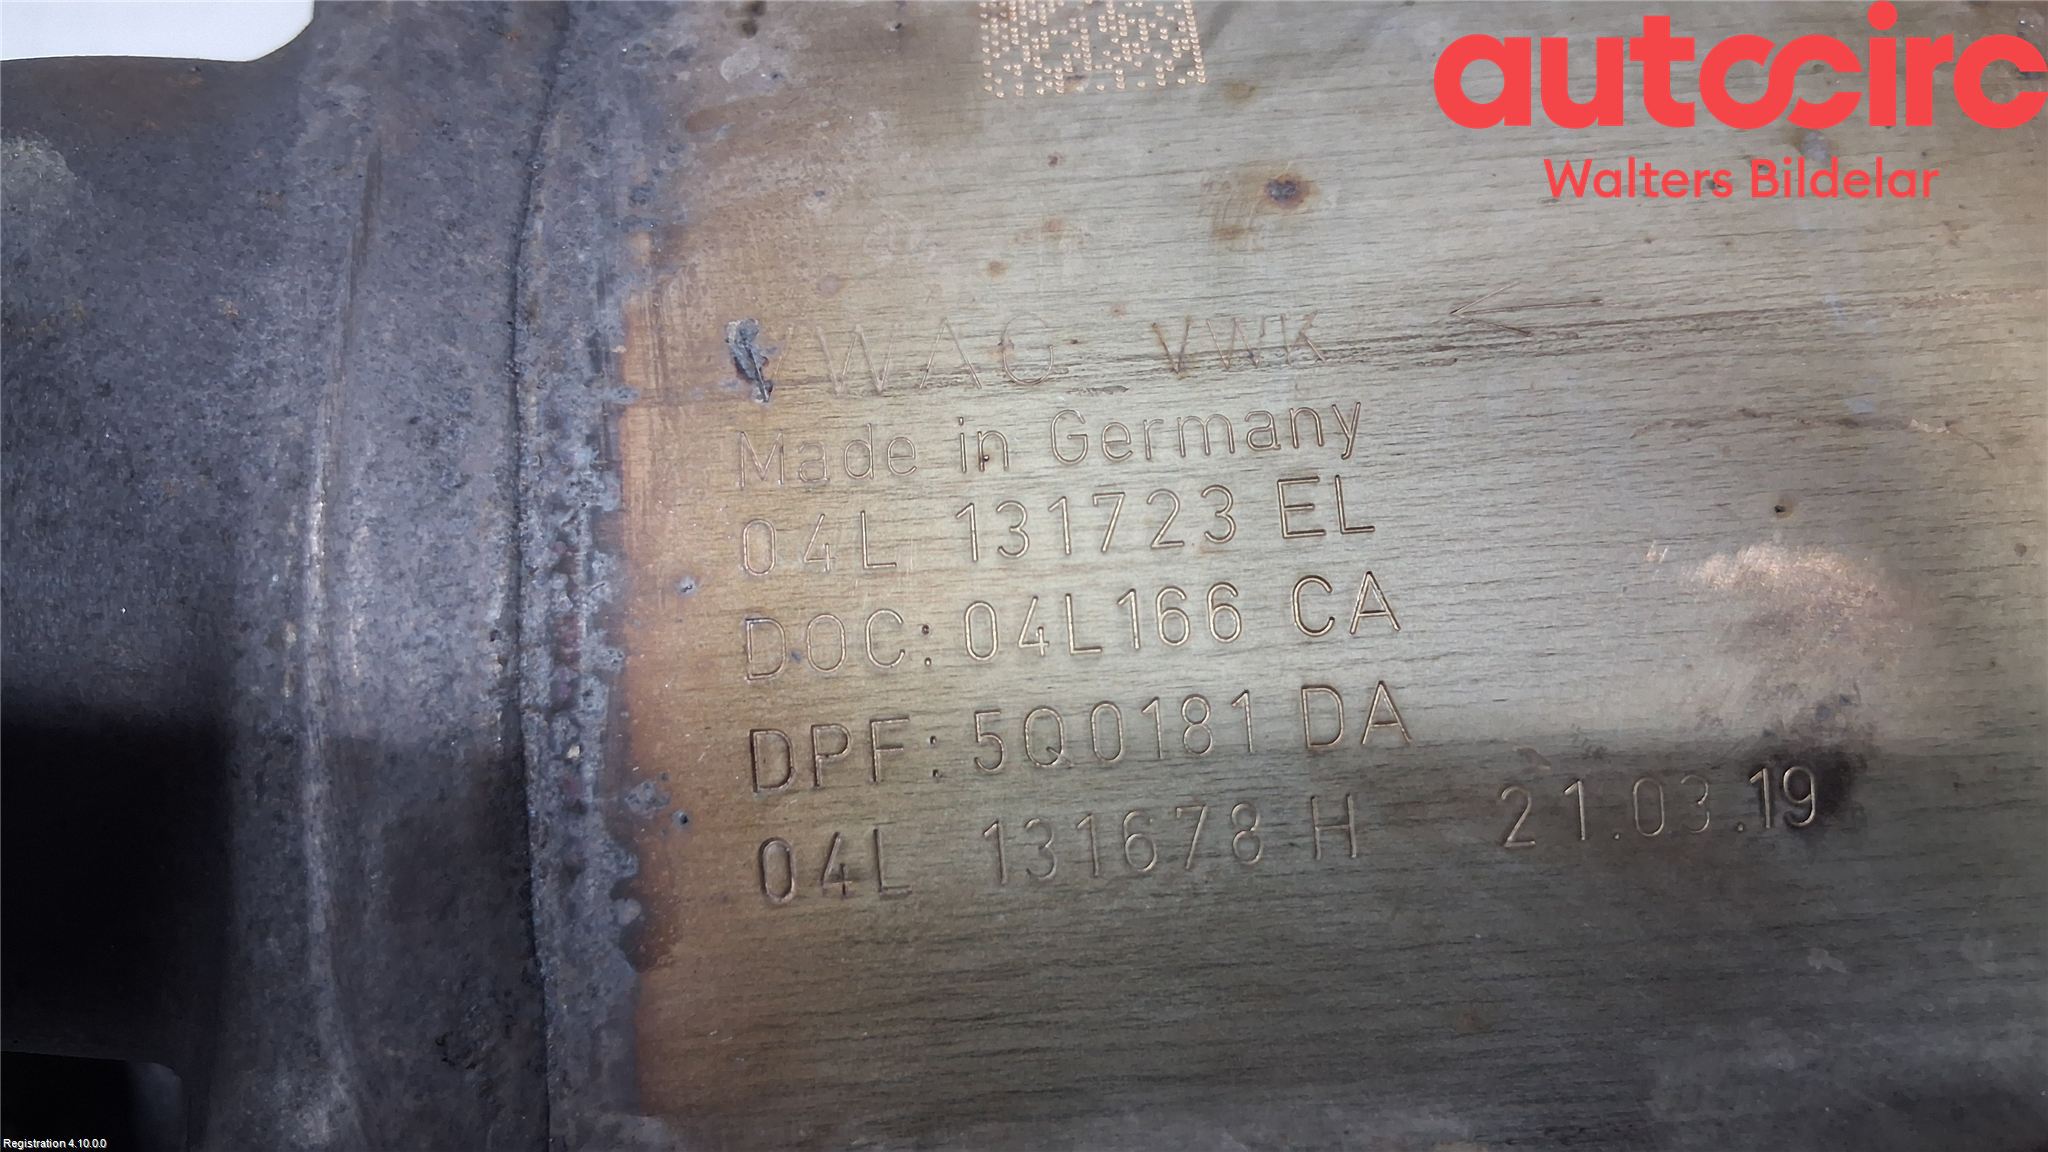 autocirc
Walters Bildelar
VWAG VWK
Made in Germany
04L 131723 EL
DOC: 04L166 CA
DPF: 5Q0181 DA
04L 131678 H 21.03.19
Registration 4.10.0.0